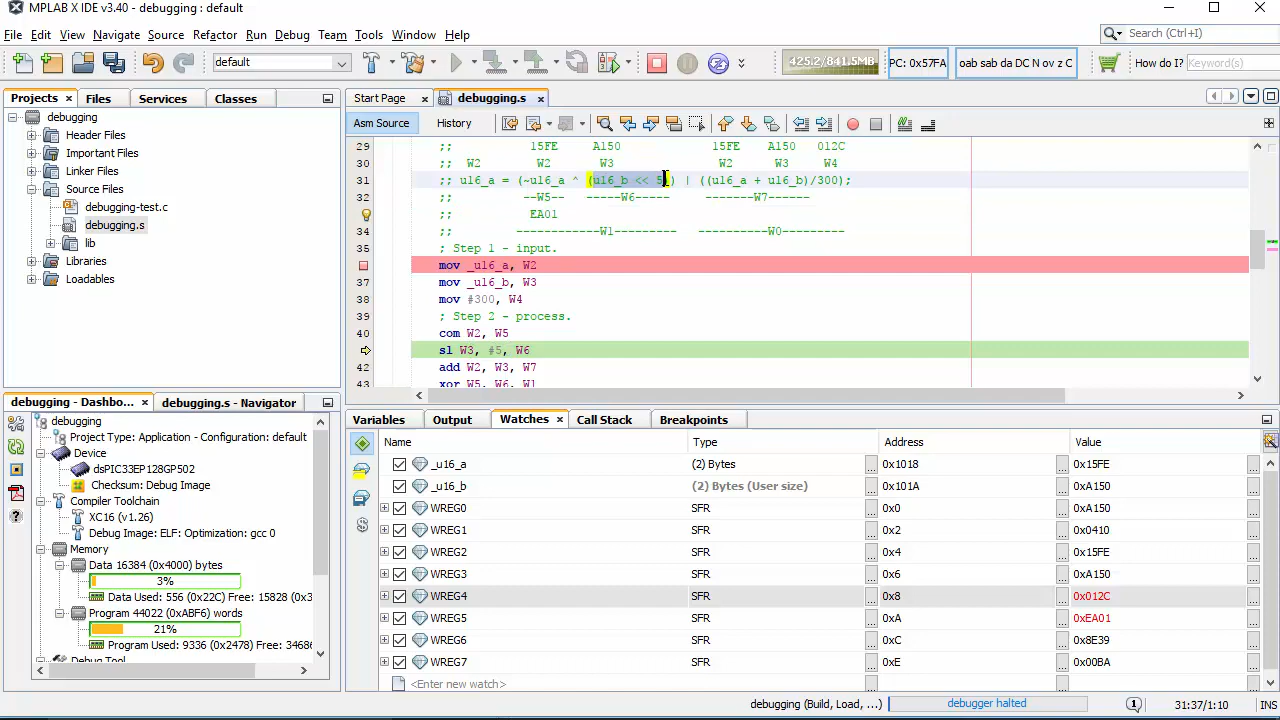 MPLAB X IDE v3.40 - debugging : default
File Edit View Navigate Source Refactor Run Debug Team Tools Window Help
Search (Ctrl+I)
default
425.2/841.5MB
PC: 0x57FA
oab sab da DC N ov z C
How do I? Keyword(s)
Projects Files Services Classes
debugging
Header Files
Important Files
Linker Files
Source Files
debugging-test.c
debugging.s
lib
Libraries
Loadables
Start Page debugging.s
Asm Source History
29 ;; 15FE A150 15FE A150 012C
30 ;; W2 W2 W3 W2 W3 W4
31 ;; u16_a = (~u16_a ^ (u16_b << 5)) | ((u16_a + u16_b)/300);
32 ;; --W5-- -----W6----- -------W7-------
;; EA01
34 ;; ------------W1--------- ----------W0---------
35 ; Step 1 - input.
mov _u16_a, W2
37 mov _u16_b, W3
38 mov #300, W4
39 ; Step 2 - process.
40 com W2, W5
sl W3, #5, W6
42 add W2, W3, W7
43 xor W5, W6, W1
debugging - Dashbo... debugging.s - Navigator
debugging
Project Type: Application - Configuration: default
Device
dsPIC33EP128GP502
Checksum: Debug Image
Compiler Toolchain
XC16 (v1.26)
Debug Image: ELF: Optimization: gcc 0
Memory
Data 16384 (0x4000) bytes
3%
Data Used: 556 (0x22C) Free: 15828 (0x3
Program 44022 (0xABF6) words
21%
Program Used: 9336 (0x2478) Free: 34686
Debug Tool
Variables Output Watches Call Stack Breakpoints
Name Type Address Value
_u16_a (2) Bytes 0x1018 0x15FE
_u16_b (2) Bytes (User size) 0x101A 0xA150
WREG0 SFR 0x0 0xA150
WREG1 SFR 0x2 0x0410
WREG2 SFR 0x4 0x15FE
WREG3 SFR 0x6 0xA150
WREG4 SFR 0x8 0x012C
WREG5 SFR 0xA 0xEA01
WREG6 SFR 0xC 0x8E39
WREG7 SFR 0xE 0x00BA
<Enter new watch>
debugging (Build, Load, ...) debugger halted 1 31:37/1:10 INS